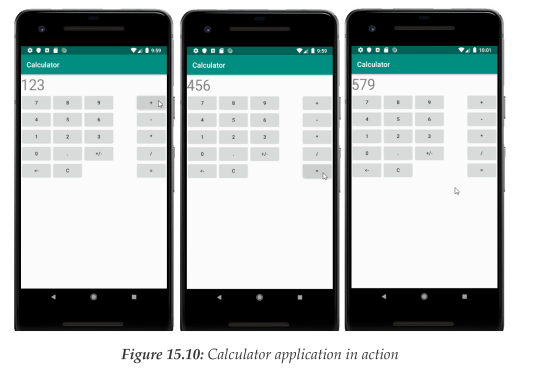 9:59
Calculator
123
7 8 9 +
4 5 6 -
1 2 3 *
0 . +/- /
<- C =
9:59
Calculator
456
7 8 9 +
4 5 6 -
1 2 3 *
0 . +/- /
<- C =
10:01
Calculator
579
7 8 9 +
4 5 6 -
1 2 3 *
0 . +/- /
<- C =
Figure 15.10: Calculator application in action